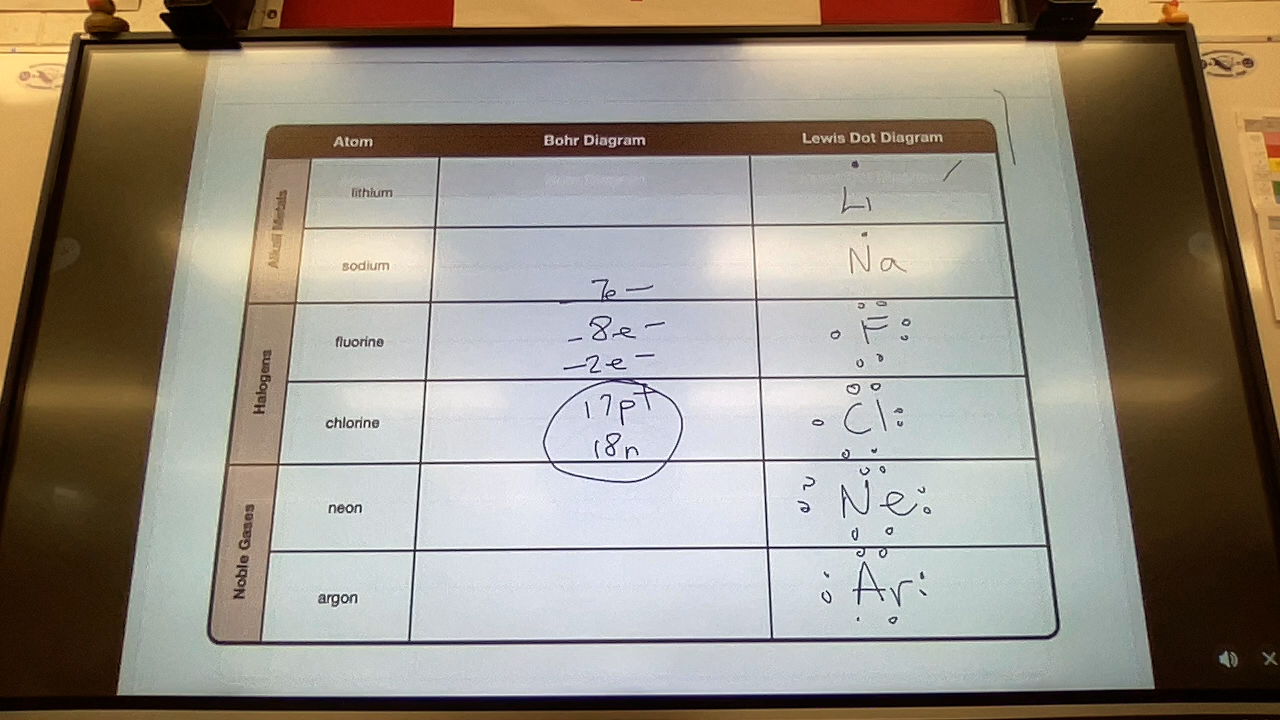 Atom Bohr Diagram Lewis Dot Diagram
Alkali Metals
lithium Li
sodium Na
7e-
Halogens
fluorine -8e- F
-2e-
chlorine 17p+ Cl
18n
Noble Gases
neon Ne
argon Ar